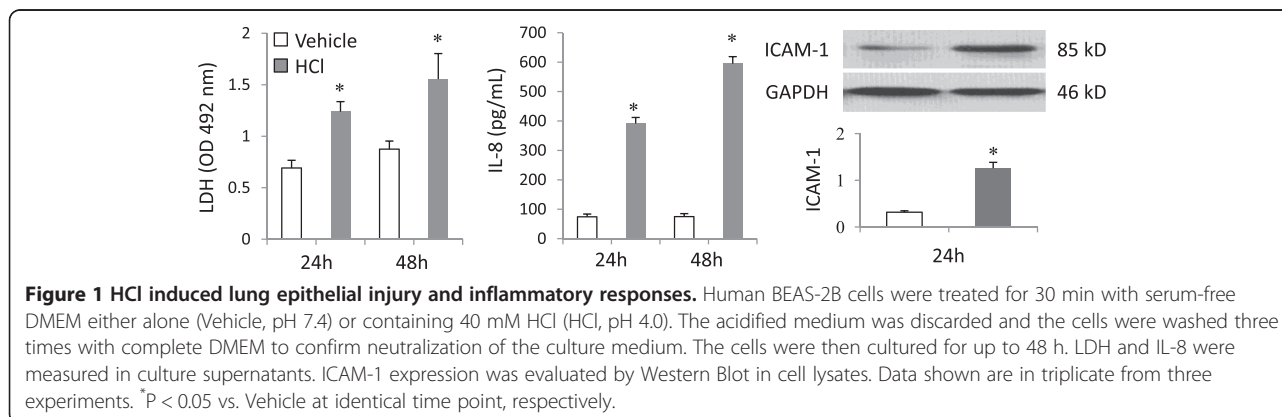 2
1.5
1
0.5
0
LDH (OD 492 nm)
Vehicle
HCl
*
*
24h
48h
700
600
500
400
300
200
100
0
IL-8 (pg/mL)
*
*
24h
48h
ICAM-1
85 kD
GAPDH
46 kD
2
1
0
ICAM-1
*
24h
Figure 1 HCl induced lung epithelial injury and inflammatory responses. Human BEAS-2B cells were treated for 30 min with serum-free
DMEM either alone (Vehicle, pH 7.4) or containing 40 mM HCl (HCl, pH 4.0). The acidified medium was discarded and the cells were washed three
times with complete DMEM to confirm neutralization of the culture medium. The cells were then cultured for up to 48 h. LDH and IL-8 were
measured in culture supernatants. ICAM-1 expression was evaluated by Western Blot in cell lysates. Data shown are in triplicate from three
experiments. *P < 0.05 vs. Vehicle at identical time point, respectively.